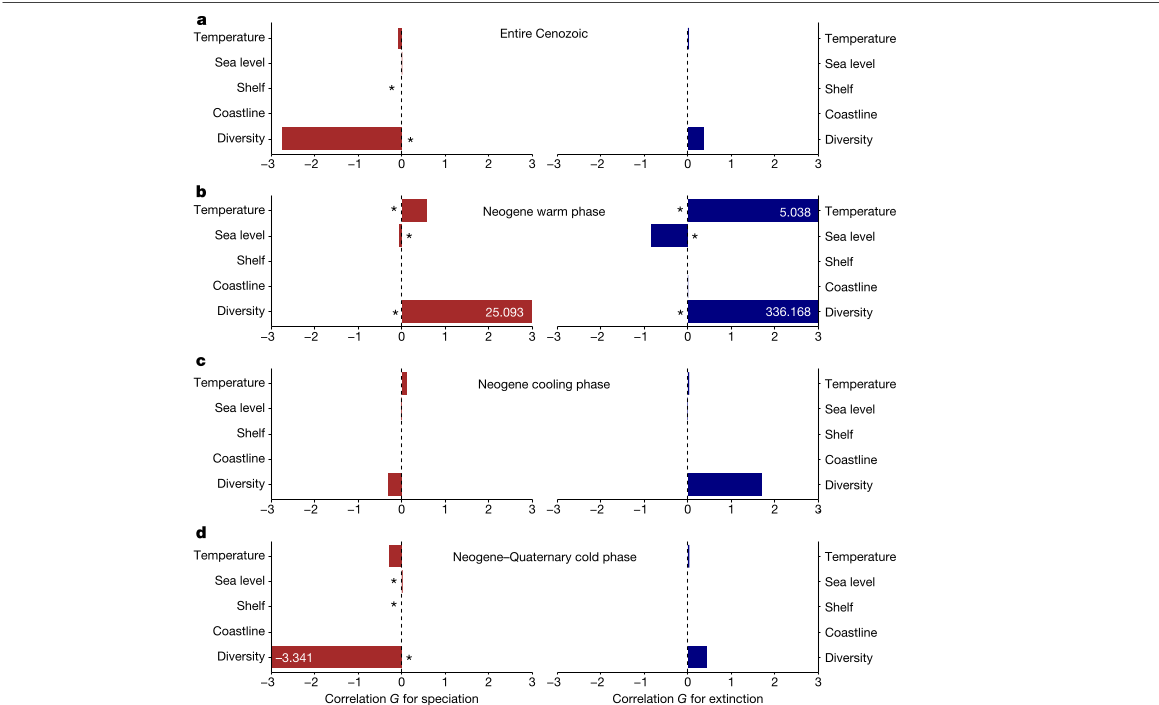 a
Entire Cenozoic
Temperature
Sea level
Shelf *
Coastline
Diversity *
−3 −2 −1 0 1 2 3
Temperature
Sea level
Shelf
Coastline
Diversity
−3 −2 −1 0 1 2 3
b
Neogene warm phase
Temperature *
Sea level *
Shelf
Coastline
Diversity * 25.093
−3 −2 −1 0 1 2 3
* 5.038 Temperature
* Sea level
Shelf
Coastline
* 336.168 Diversity
−3 −2 −1 0 1 2 3
c
Neogene cooling phase
Temperature
Sea level
Shelf
Coastline
Diversity
−3 −2 −1 0 1 2 3
Temperature
Sea level
Shelf
Coastline
Diversity
−3 −2 −1 0 1 2 3
d
Neogene–Quaternary cold phase
Temperature
Sea level *
Shelf *
Coastline
Diversity −3.341 *
−3 −2 −1 0 1 2 3
Correlation G for speciation
Temperature
Sea level
Shelf
Coastline
Diversity
−3 −2 −1 0 1 2 3
Correlation G for extinction